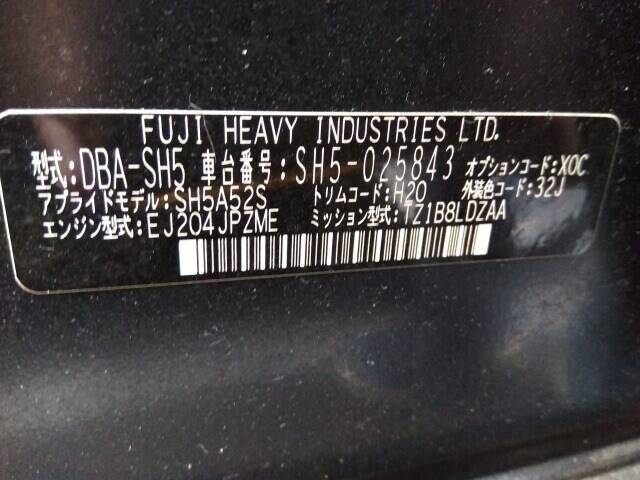 FUJI HEAVY INDUSTRIES LTD.
型式:DBA-SH5 車台番号:SH5-025843 オプションコード:XOC
アプライドモデル:SH5A52S トリムコード:H20 外装色コード:32J
エンジン型式:EJ204JPZME ミッション型式:TZ1B8LDZAA